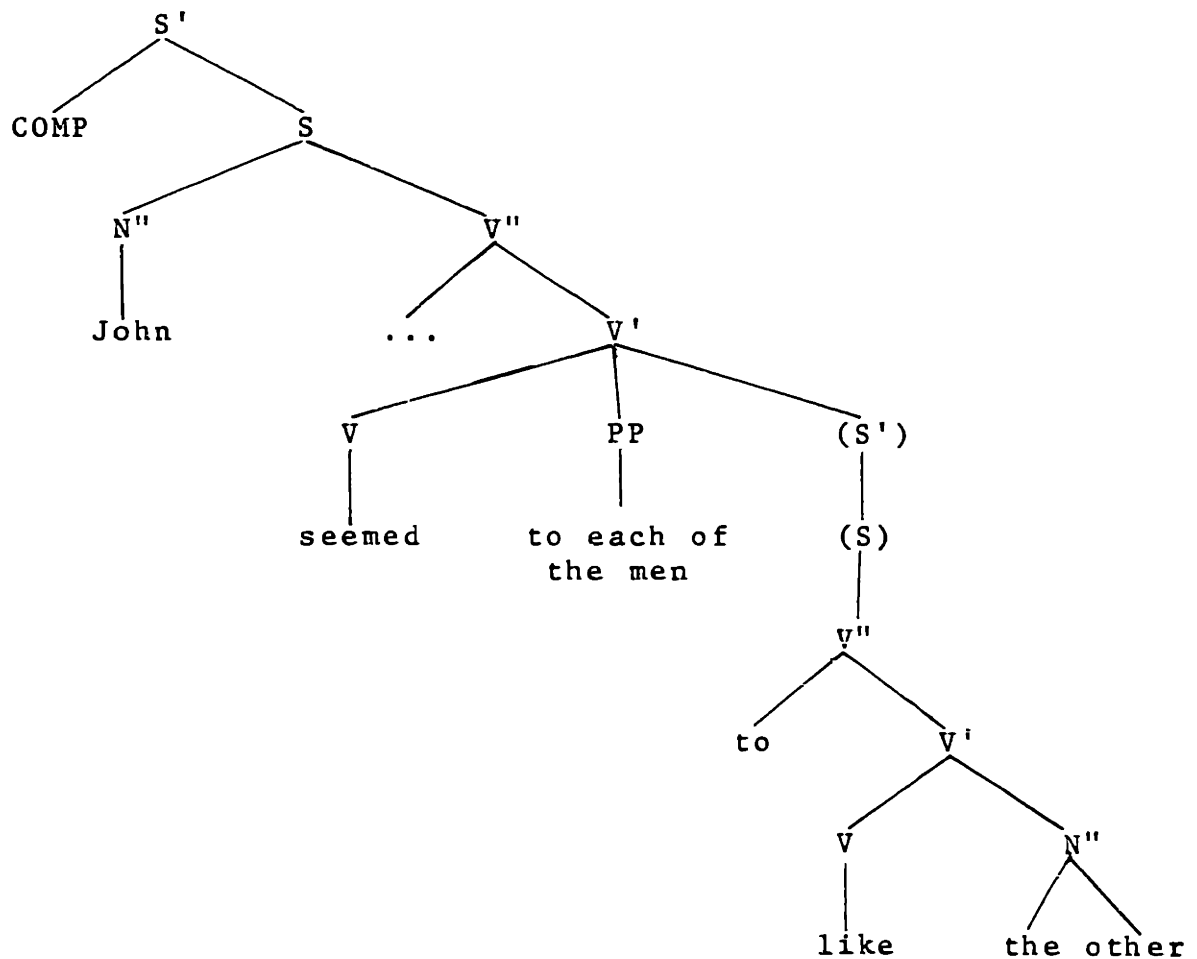 S'
COMP S
N" V"
John ... V'
V PP (S')
seemed to each of (S)
the men
V"
to V'
V N"
like the other